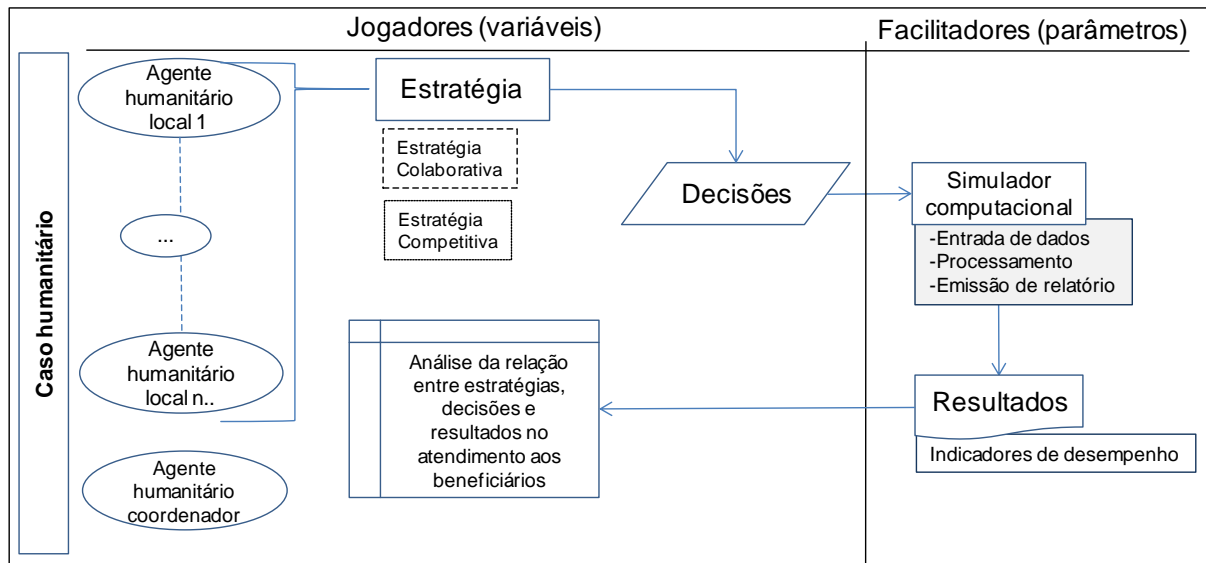 Jogadores (variáveis)
Facilitadores (parâmetros)
Caso humanitário
Agente
humanitário
local 1
...
Agente
humanitário
local n..
Agente
humanitário
coordenador
Estratégia
Estratégia
Colaborativa
Estratégia
Competitiva
Decisões
Simulador
computacional
-Entrada de dados
-Processamento
-Emissão de relatório
Resultados
Indicadores de desempenho
Análise da relação
entre estratégias,
decisões e
resultados no
atendimento aos
beneficiários